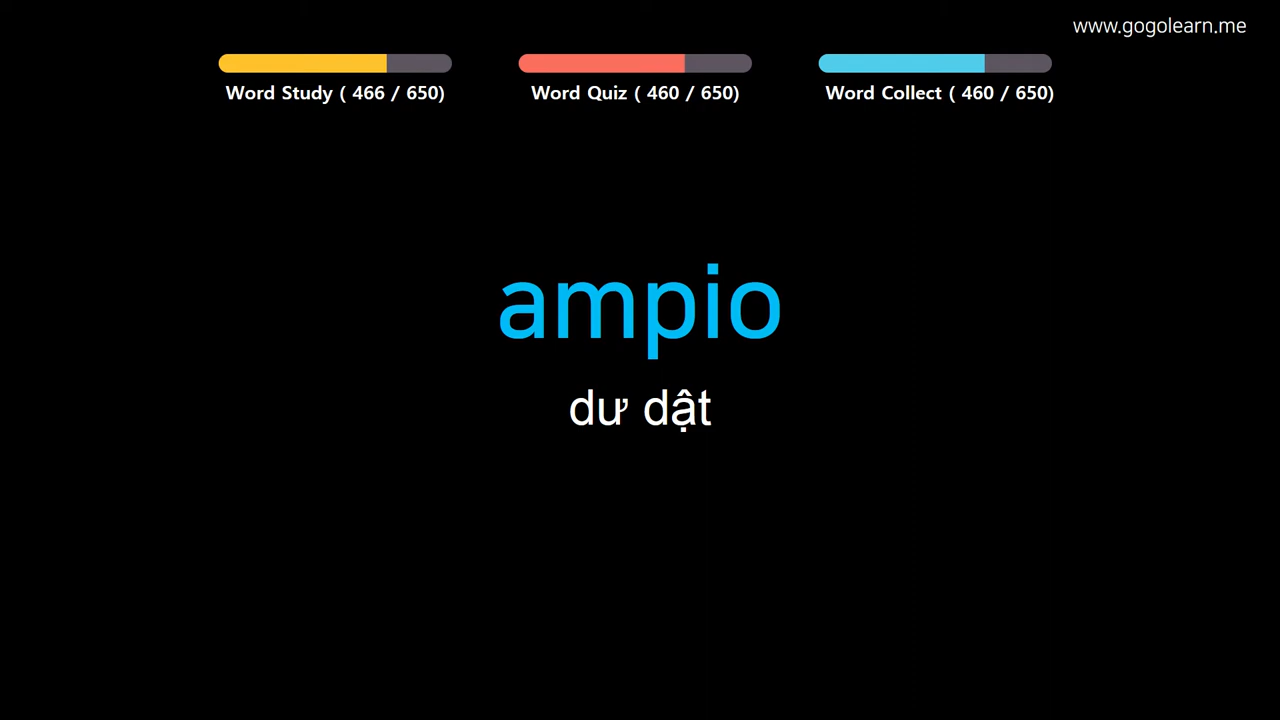 www.gogolearn.me
Word Study ( 466 / 650)
Word Quiz ( 460 / 650)
Word Collect ( 460 / 650)
ampio
dư dật